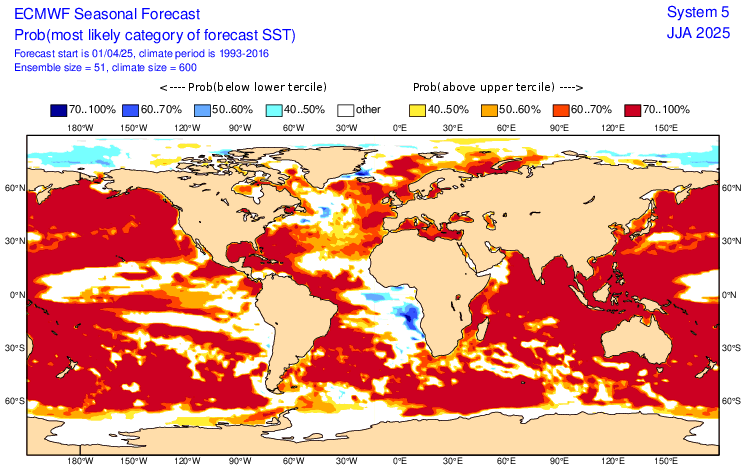 ECMWF Seasonal Forecast
System 5
Prob(most likely category of forecast SST)
JJA 2025
Forecast start is 01/04/25, climate period is 1993-2016
Ensemble size = 51, climate size = 600
<---- Prob(below lower tercile)
Prob(above upper tercile) ---->
70..100% 60..70% 50..60% 40..50% other 40..50% 50..60% 60..70% 70..100%
180°W 150°W 120°W 90°W 60°W 30°W 0°E 30°E 60°E 90°E 120°E 150°E
60°N 60°N
30°N 30°N
0°N 0°N
30°S 30°S
60°S 60°S
180°W 150°W 120°W 90°W 60°W 30°W 0°E 30°E 60°E 90°E 120°E 150°E